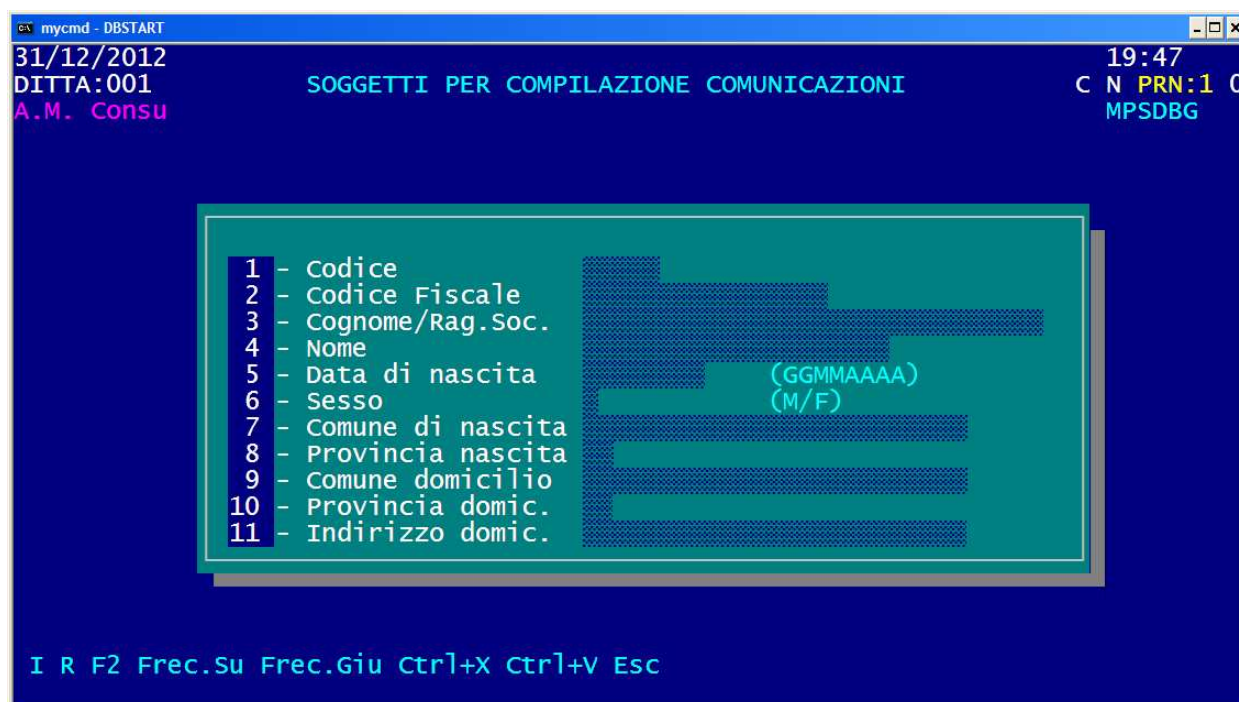 mycmd - DBSTART
31/12/2012 19:47
DITTA:001 SOGGETTI PER COMPILAZIONE COMUNICAZIONI C N PRN:1 0
A.M. Consu MPSDBG
1 - Codice
2 - Codice Fiscale
3 - Cognome/Rag.Soc.
4 - Nome
5 - Data di nascita (GGMMAAAA)
6 - Sesso (M/F)
7 - Comune di nascita
8 - Provincia nascita
9 - Comune domicilio
10 - Provincia domic.
11 - Indirizzo domic.
I R F2 Frec.Su Frec.Giu Ctrl+X Ctrl+V Esc